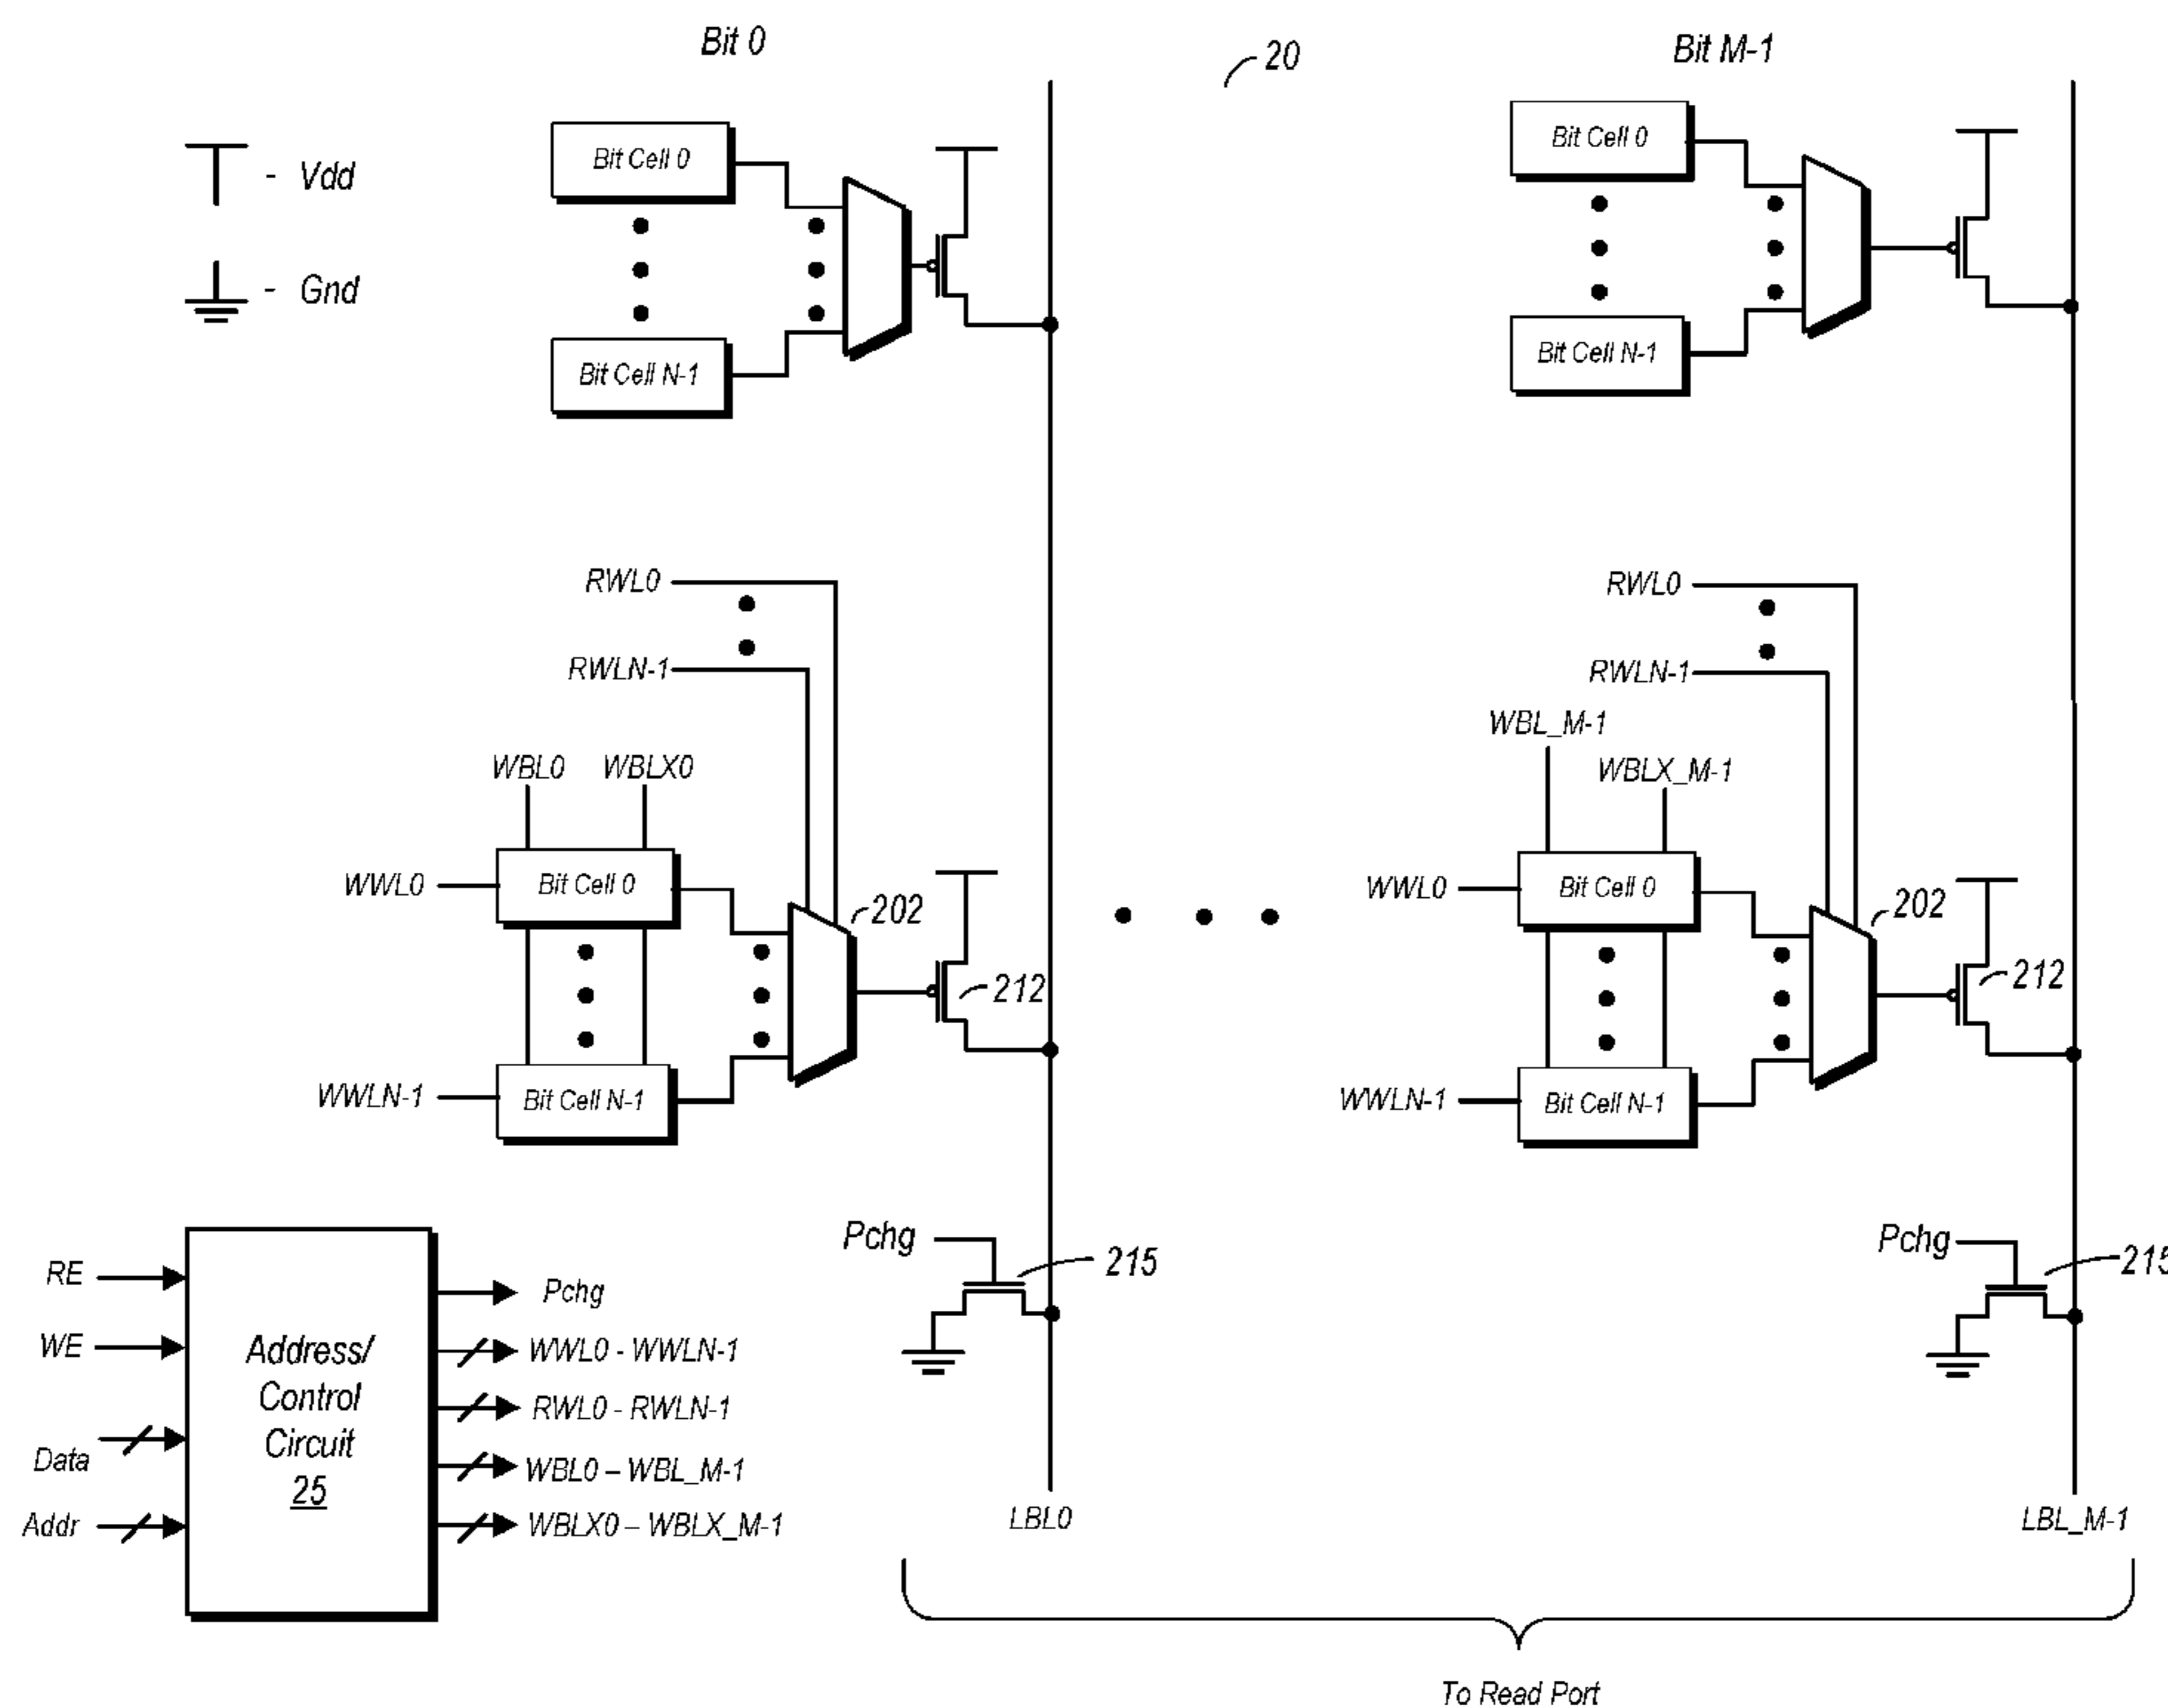 Bit 0
20
Bit M-1
- Vdd
- Gnd
Bit Cell 0
Bit Cell N-1
Bit Cell 0
Bit Cell N-1
RWL0
RWLN-1
WBL0 WBLX0
WWL0
Bit Cell 0
202
212
WWLN-1
Bit Cell N-1
RWL0
RWLN-1
WBL_M-1
WBLX_M-1
WWL0
Bit Cell 0
202
212
WWLN-1
Bit Cell N-1
Pchg
215
Pchg
215
RE
WE
Data
Addr
Address/
Control
Circuit
25
Pchg
WWL0 - WWLN-1
RWL0 - RWLN-1
WBL0 – WBL_M-1
WBLX0 – WBLX_M-1
LBL0
LBL_M-1
To Read Port